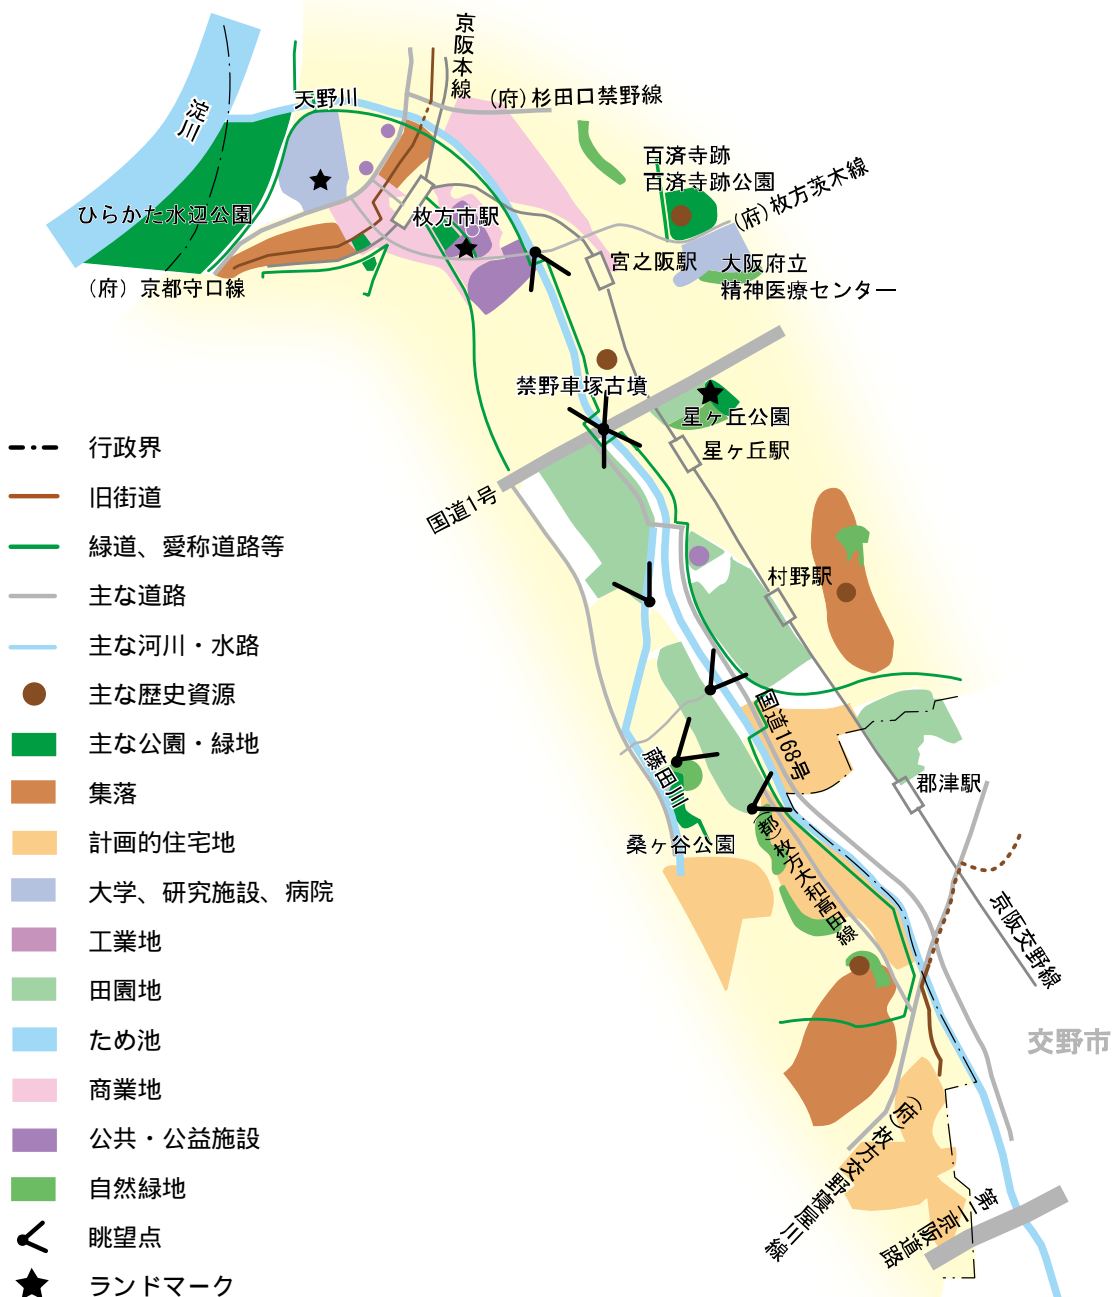 京阪本線
(府)杉田口禁野線
天野川
淀川
百済寺跡
百済寺跡公園
(府)枚方茨木線
ひらかた水辺公園
枚方市駅
宮之阪駅
大阪府立
精神医療センター
(府)京都守口線
禁野車塚古墳
星ヶ丘公園
星ヶ丘駅
国道1号
村野駅
国道168号
藤田川
郡津駅
桑ヶ谷公園
(都)枚方大和高田線
京阪交野線
交野市
(府)枚方交野寝屋川線
第二京阪道路
行政界
旧街道
緑道、愛称道路等
主な道路
主な河川・水路
主な歴史資源
主な公園・緑地
集落
計画的住宅地
大学、研究施設、病院
工業地
田園地
ため池
商業地
公共・公益施設
自然緑地
眺望点
ランドマーク